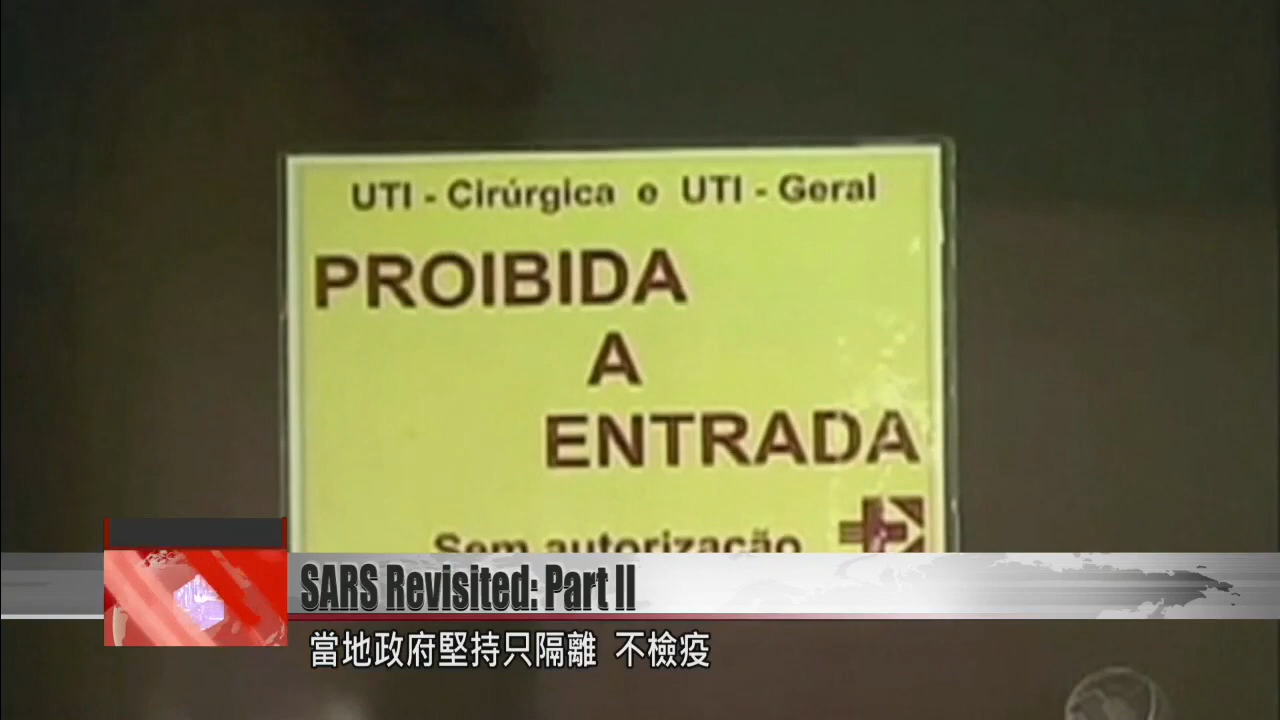 UTI - Cirúrgica e UTI - Geral
PROIBIDA
A
ENTRADA
Sem autorização
SARS Revisited: Part II
當地政府堅持只隔離 不檢疫